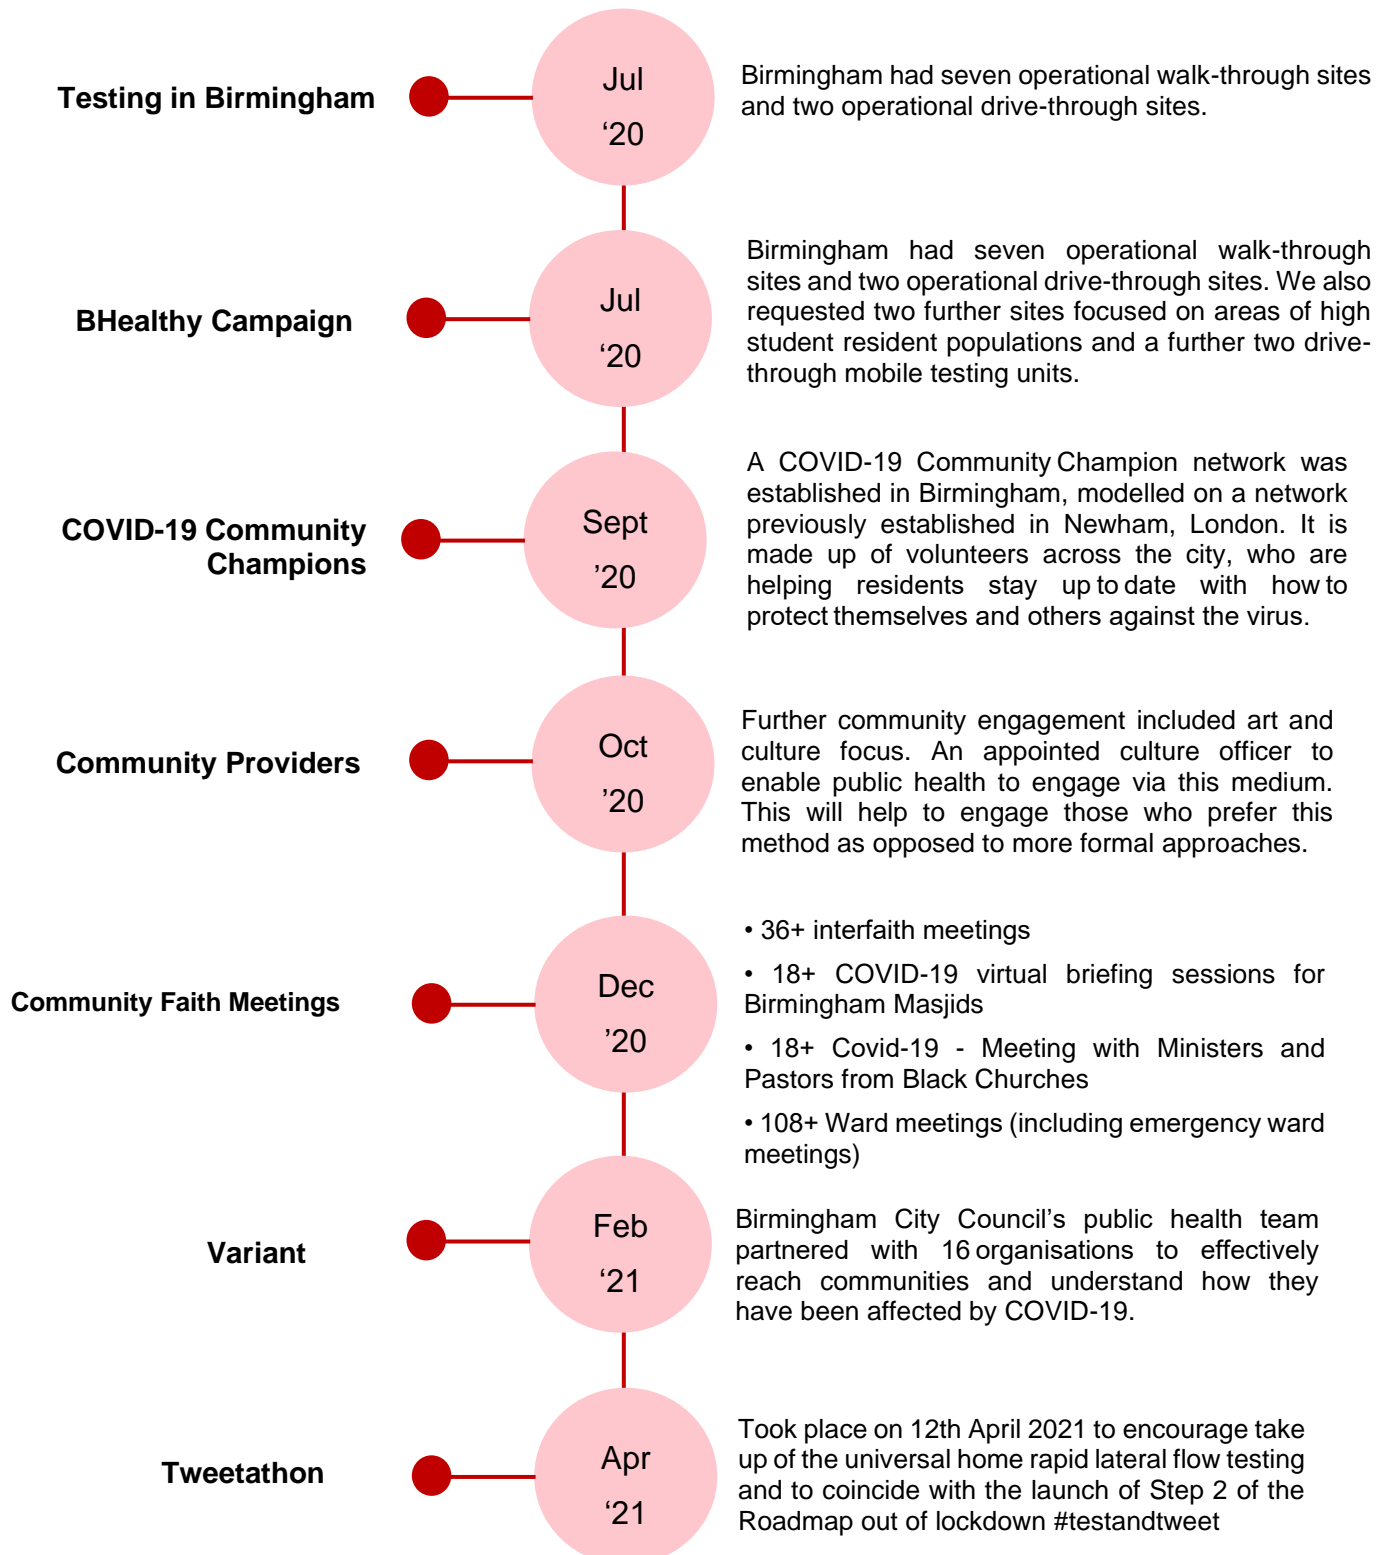 Testing in Birmingham
Jul
‘20
Birmingham had seven operational walk-through sites
and two operational drive-through sites.
BHealthy Campaign
Jul
‘20
Birmingham had seven operational walk-through
sites and two operational drive-through sites. We also
requested two further sites focused on areas of high
student resident populations and a further two drive-
through mobile testing units.
COVID-19 Community
Champions
Sept
’20
A COVID-19 Community Champion network was
established in Birmingham, modelled on a network
previously established in Newham, London. It is
made up of volunteers across the city, who are
helping residents stay up to date with how to
protect themselves and others against the virus.
Community Providers
Oct
’20
Further community engagement included art and
culture focus. An appointed culture officer to
enable public health to engage via this medium.
This will help to engage those who prefer this
method as opposed to more formal approaches.
Community Faith Meetings
Dec
’20
• 36+ interfaith meetings
• 18+ COVID-19 virtual briefing sessions for
Birmingham Masjids
• 18+ Covid-19 - Meeting with Ministers and
Pastors from Black Churches
• 108+ Ward meetings (including emergency ward
meetings)
Variant
Feb
‘21
Birmingham City Council’s public health team
partnered with 16 organisations to effectively
reach communities and understand how they
have been affected by COVID-19.
Tweetathon
Apr
‘21
Took place on 12th April 2021 to encourage take
up of the universal home rapid lateral flow testing
and to coincide with the launch of Step 2 of the
Roadmap out of lockdown #testandtweet